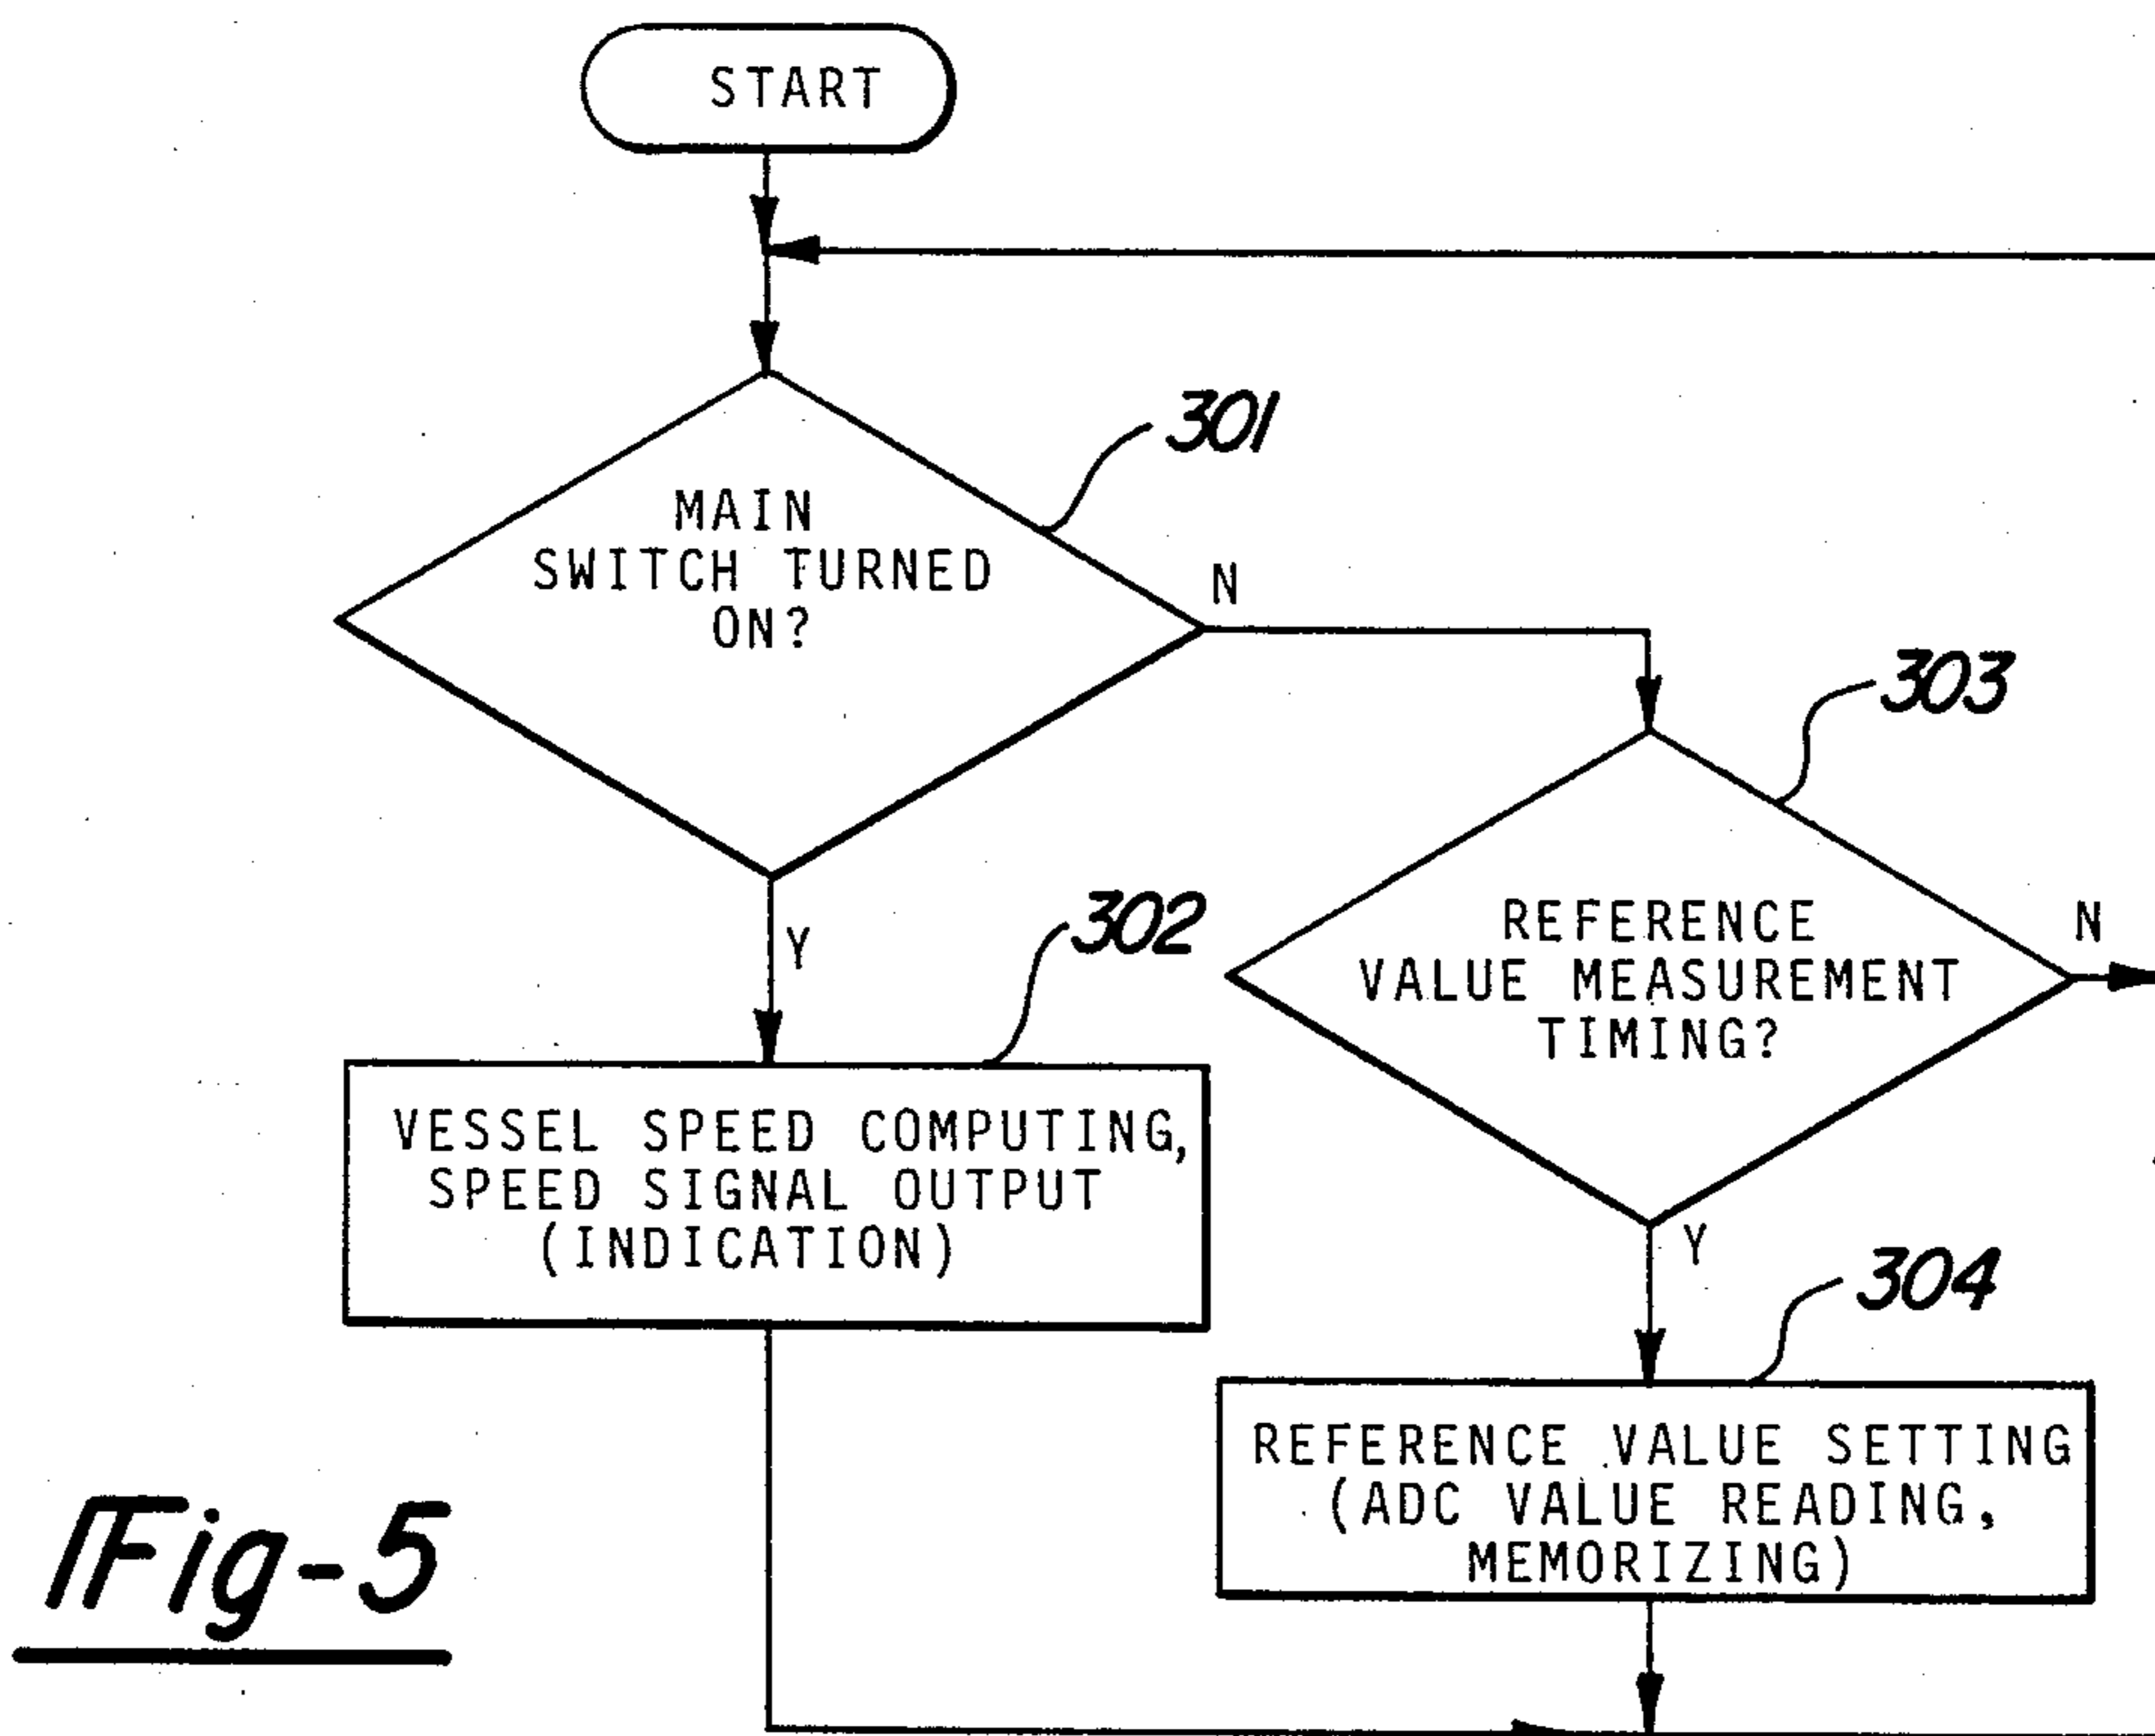 START
301
MAIN
SWITCH TURNED
ON?
N
303
REFERENCE
VALUE MEASUREMENT
TIMING?
N
Y
302
VESSEL SPEED COMPUTING,
SPEED SIGNAL OUTPUT
(INDICATION)
Y
304
REFERENCE VALUE SETTING
(ADC VALUE READING,
MEMORIZING)
Fig-5